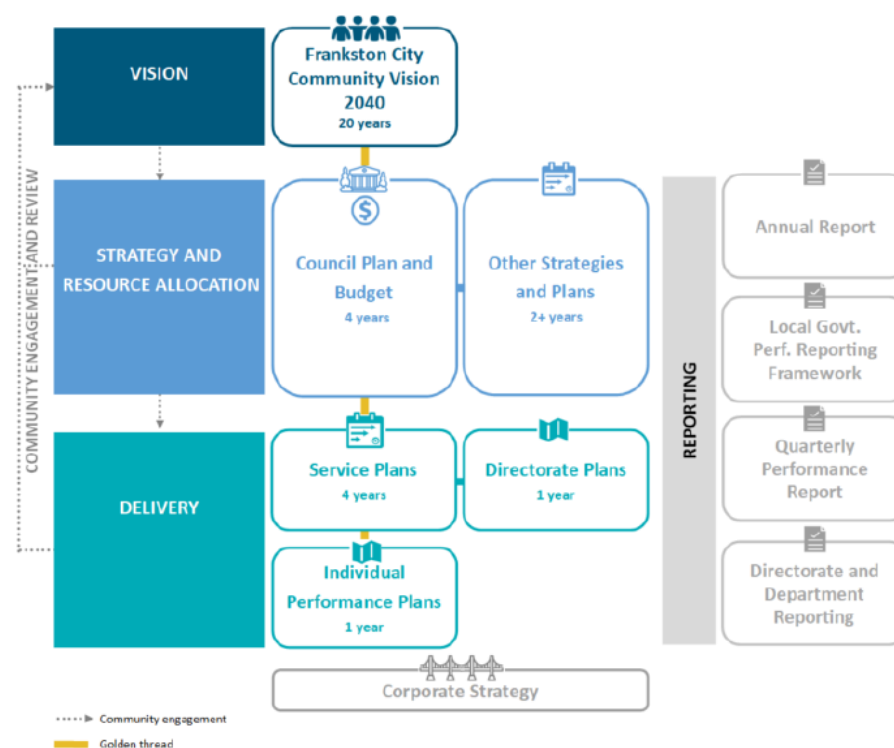 VISION
Frankston City
Community Vision
2040
20 years
COMMUNITY ENGAGEMENT AND REVIEW
STRATEGY AND
RESOURCE ALLOCATION
Council Plan and
Budget
4 years
Other Strategies
and Plans
2+ years
DELIVERY
Service Plans
4 years
Directorate Plans
1 year
Individual
Performance Plans
1 year
REPORTING
Annual Report
Local Govt.
Perf. Reporting
Framework
Quarterly
Performance
Report
Directorate and
Department
Reporting
Corporate Strategy
Community engagement
Golden thread